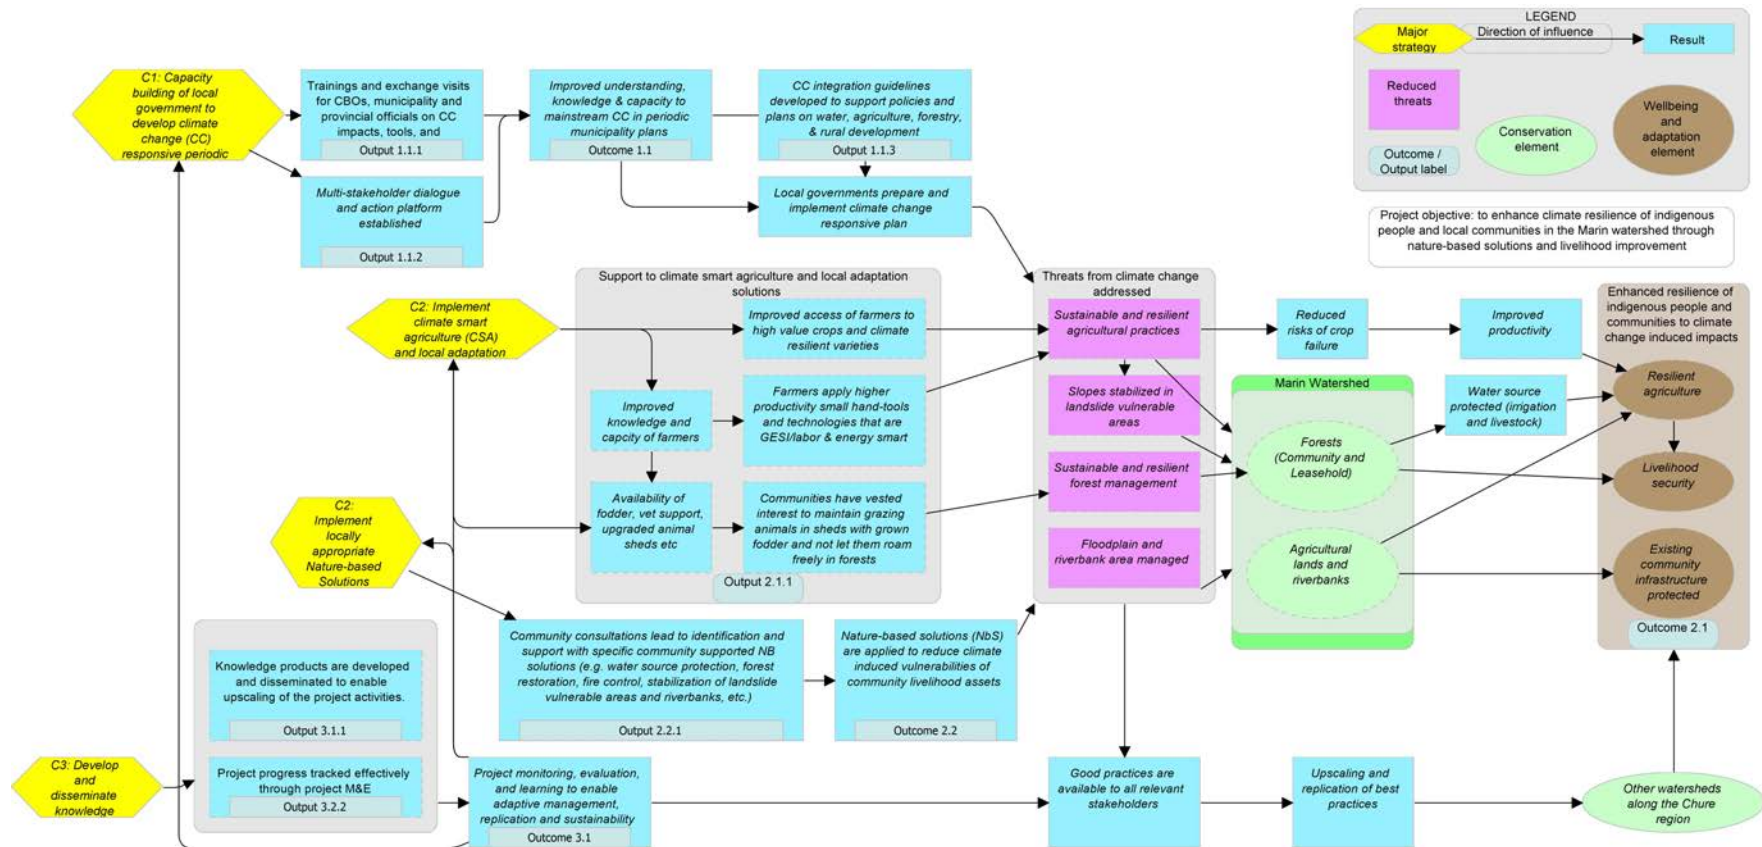 LEGEND
Major
strategy
Direction of influence
Result
Reduced
threats
Conservation
element
Wellbeing
and
adaptation
element
Outcome /
Output label
Project objective: to enhance climate resilience of indigenous
people and local communities in the Marin watershed through
nature-based solutions and livelihood improvement
C1: Capacity
building of local
government to
develop climate
change (CC)
responsive periodic
Trainings and exchange visits
for CBOs, municipality and
provincial officials on CC
impacts, tools, and
Output 1.1.1
Improved understanding,
knowledge & capacity to
mainstream CC in periodic
municipality plans
Outcome 1.1
CC integration guidelines
developed to support policies and
plans on water, agriculture, forestry,
& rural development
Output 1.1.3
Multi-stakeholder dialogue
and action platform
established
Output 1.1.2
Local governments prepare and
implement climate change
responsive plan
C2: Implement
climate smart
agriculture (CSA)
and local adaptation
Support to climate smart agriculture and local adaptation
solutions
Improved access of farmers to
high value crops and climate
resilient varieties
Improved
knowledge and
capcity of farmers
Farmers apply higher
productivity small hand-tools
and technologies that are
GESI/labor & energy smart
Availability of
fodder, vet support,
upgraded animal
sheds etc
Communities have vested
interest to maintain grazing
animals in sheds with grown
fodder and not let them roam
freely in forests
Output 2.1.1
Threats from climate change
addressed
Sustainable and resilient
agricultural practices
Slopes stabilized in
landslide vulnerable
areas
Sustainable and resilient
forest management
Floodplain and
riverbank area managed
Reduced
risks of crop
failure
Improved
productivity
Marin Watershed
Forests
(Community and
Leasehold)
Agricultural
lands and
riverbanks
Water source
protected (irrigation
and livestock)
Enhanced resilience of
indigenous people and
communities to climate
change induced impacts
Resilient
agriculture
Livelihood
security
Existing
community
infrastructure
protected
Outcome 2.1
C2:
Implement
locally
appropriate
Nature-based
Solutions
Community consultations lead to identification and
support with specific community supported NB
solutions (e.g. water source protection, forest
restoration, fire control, stabilization of landslide
vulnerable areas and riverbanks, etc.)
Output 2.2.1
Nature-based solutions (NbS)
are applied to reduce climate
induced vulnerabilities of
community livelihood assets
Outcome 2.2
Knowledge products are developed
and disseminated to enable
upscaling of the project activities.
Output 3.1.1
C3: Develop
and
disseminate
knowledge
Project progress tracked effectively
through project M&E
Output 3.2.2
Project monitoring, evaluation,
and learning to enable
adaptive management,
replication and sustainability
Outcome 3.1
Good practices are
available to all relevant
stakeholders
Upscaling and
replication of best
practices
Other watersheds
along the Chure
region